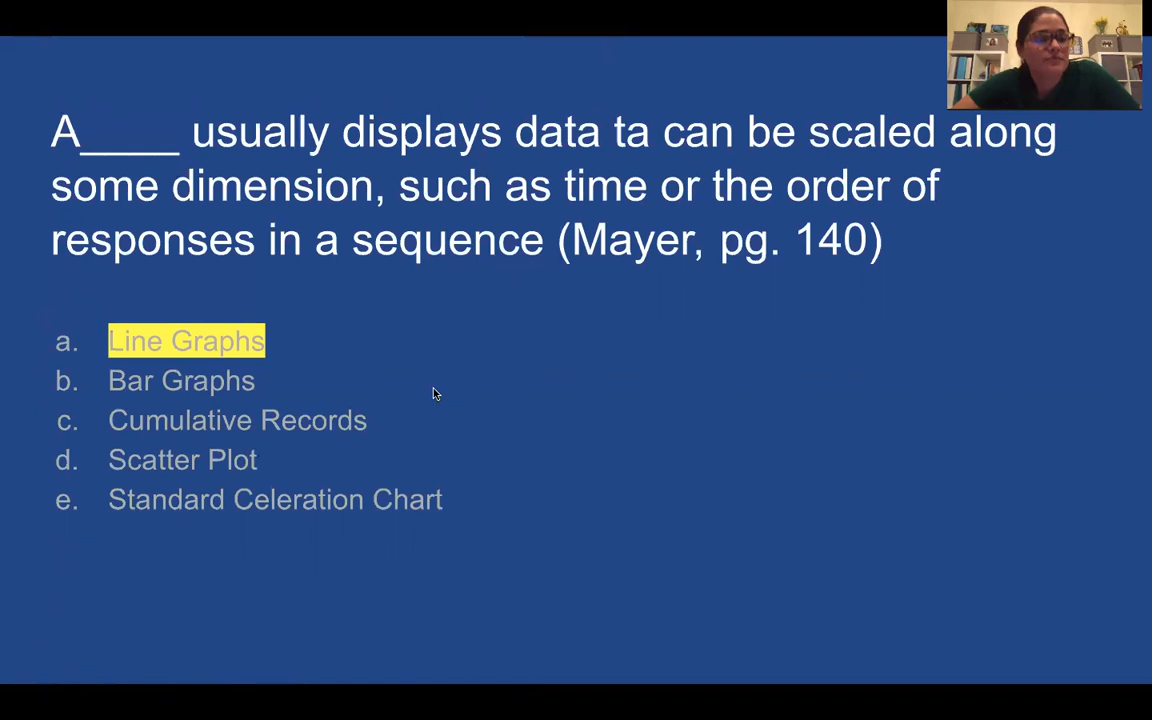 A____ usually displays data ta can be scaled along
some dimension, such as time or the order of
responses in a sequence (Mayer, pg. 140)
a. Line Graphs
b. Bar Graphs
c. Cumulative Records
d. Scatter Plot
e. Standard Celeration Chart